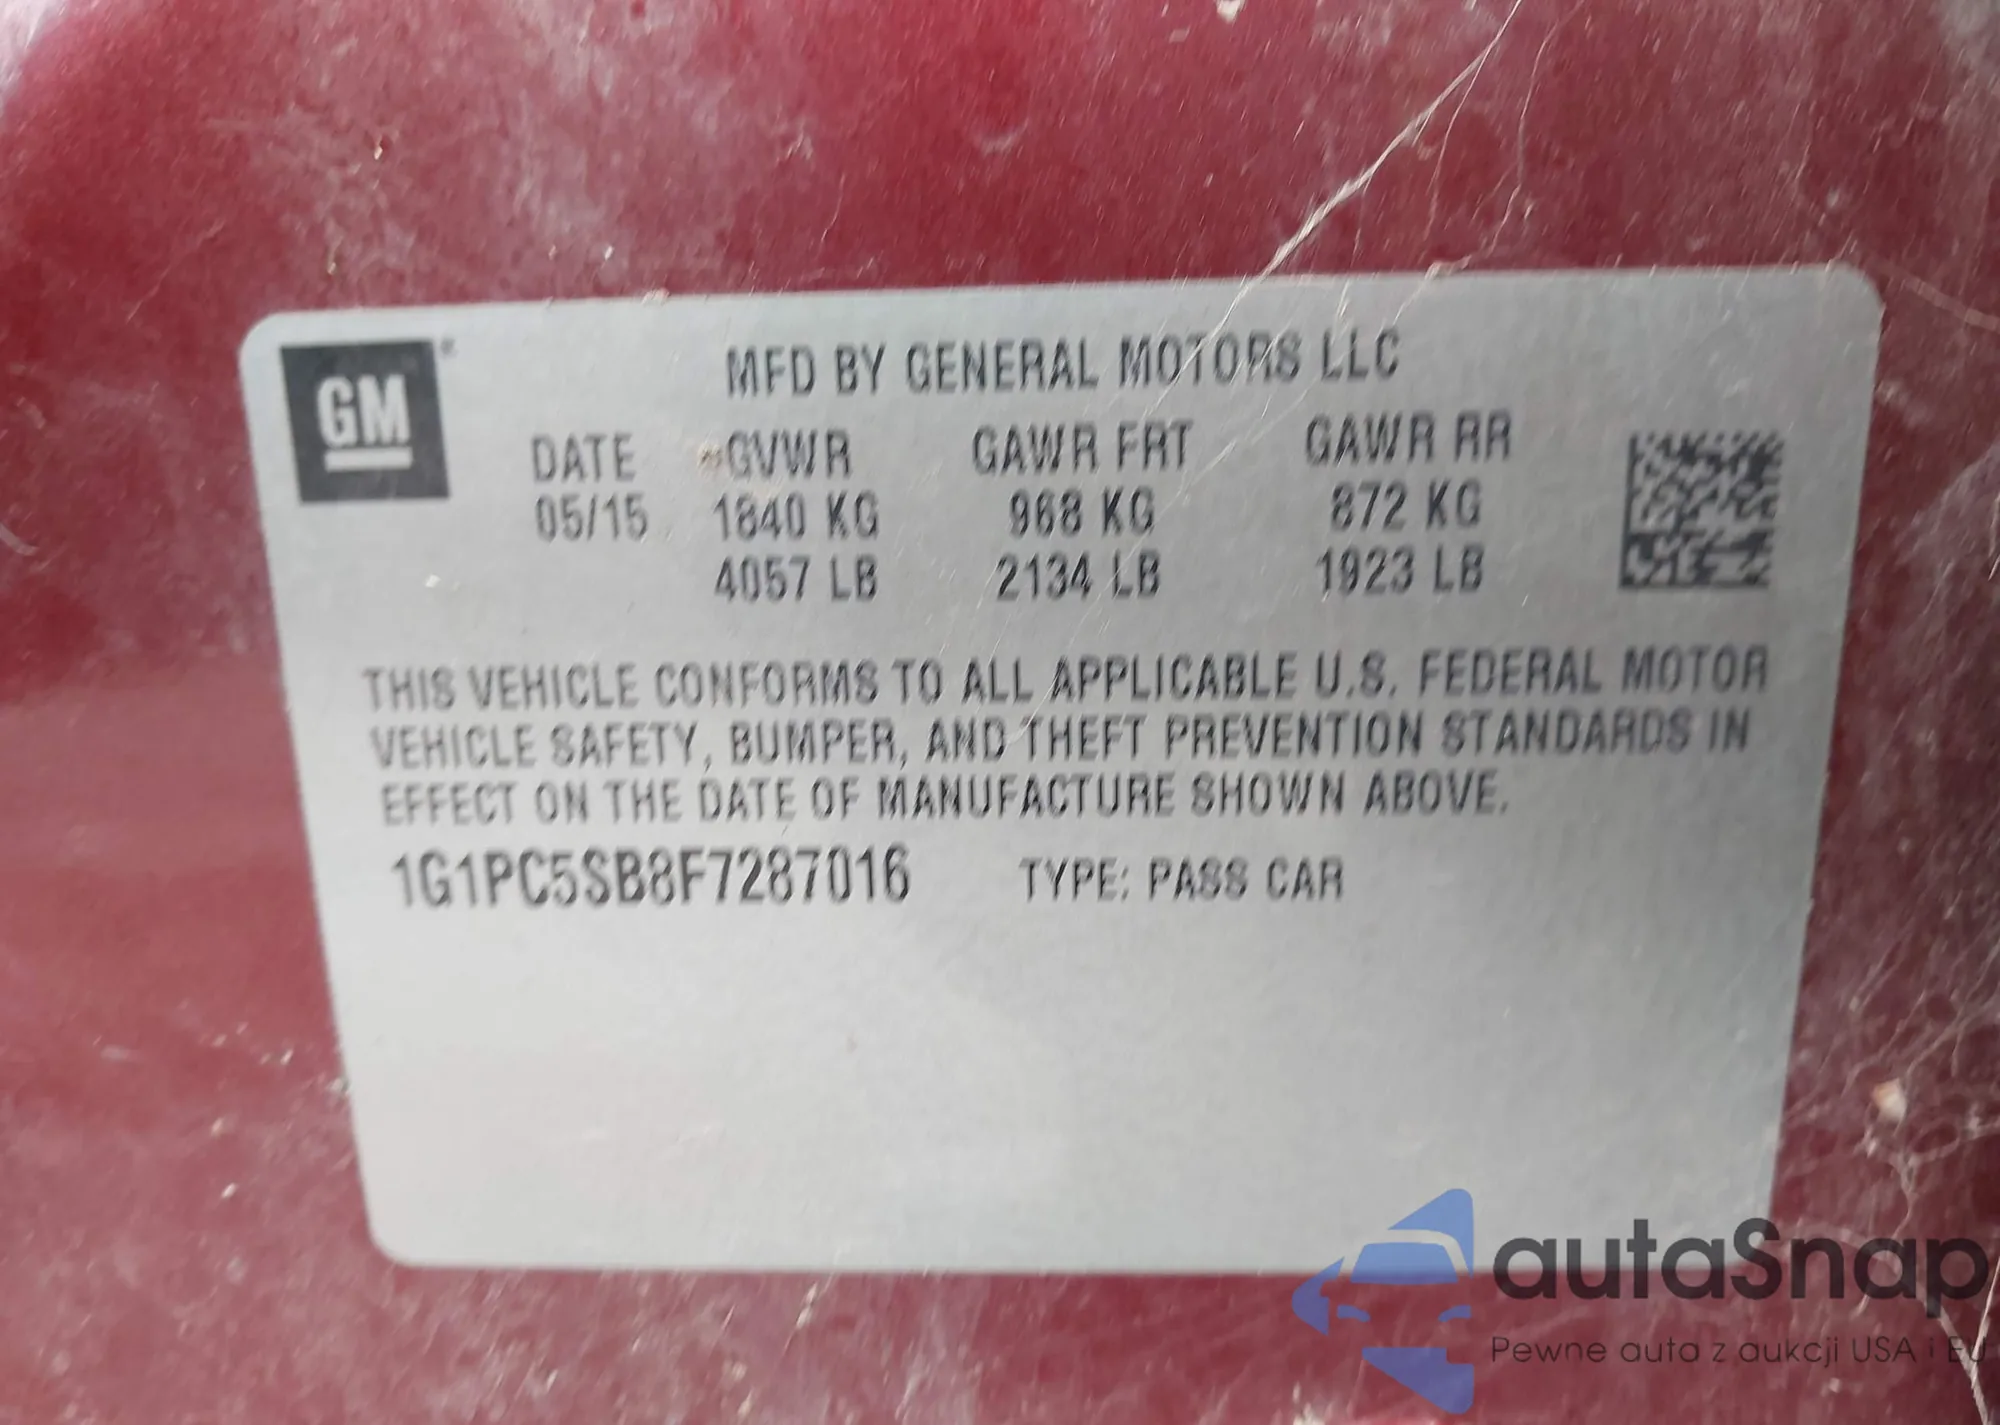 GM
MFD BY GENERAL MOTORS LLC
DATE GVWR GAWR FRT GAWR RR
05/15 1840 KG 968 KG 872 KG
4057 LB 2134 LB 1923 LB
THIS VEHICLE CONFORMS TO ALL APPLICABLE U.S. FEDERAL MOTOR
VEHICLE SAFETY, BUMPER, AND THEFT PREVENTION STANDARDS IN
EFFECT ON THE DATE OF MANUFACTURE SHOWN ABOVE.
1G1PC5SB8F7287016 TYPE: PASS CAR
autaSnap
Pewne auta z aukcji USA i EU